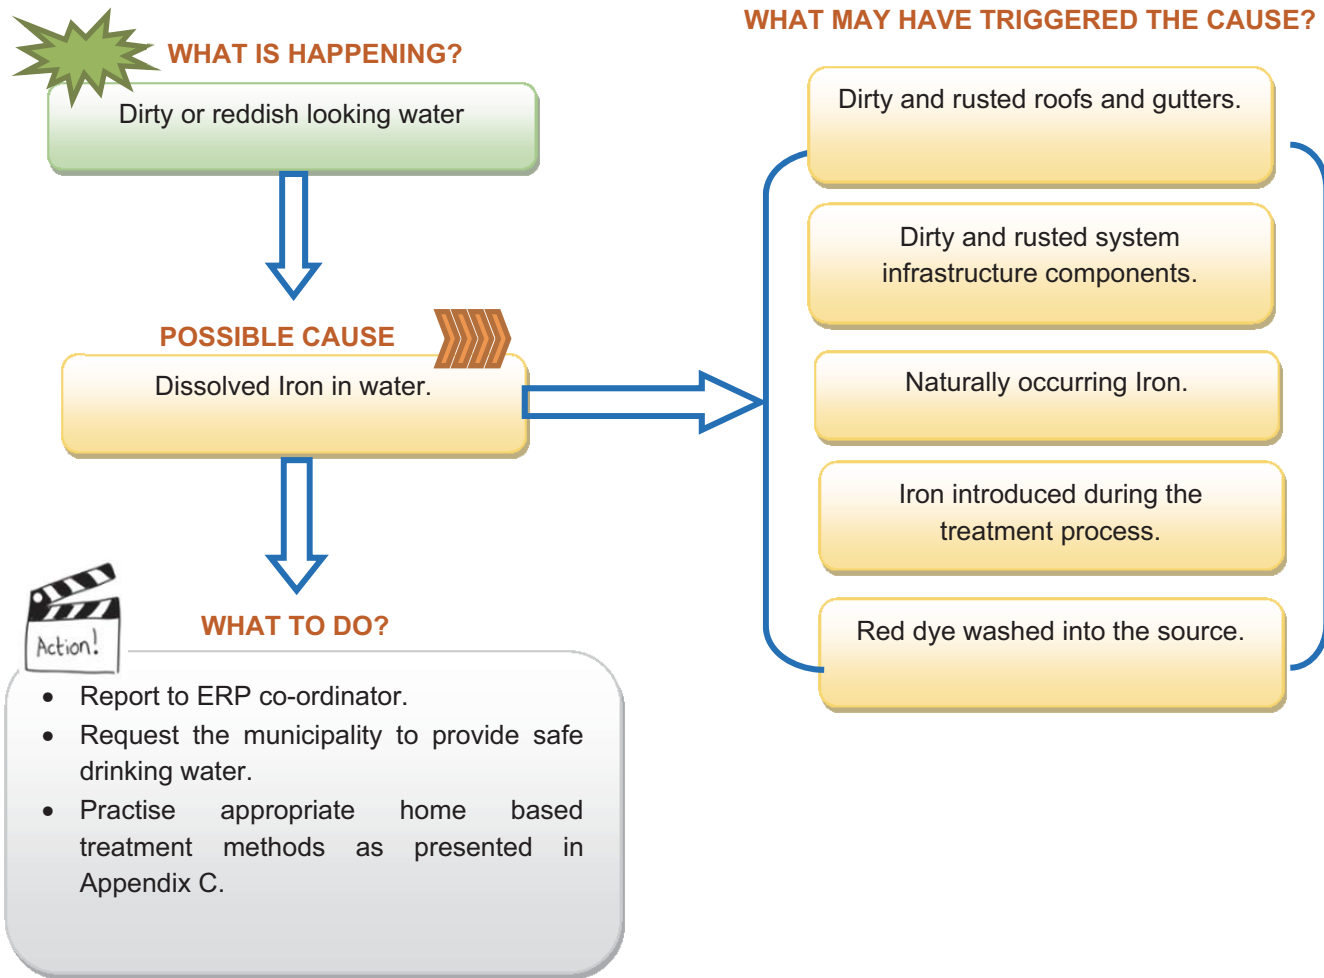 WHAT IS HAPPENING?
Dirty or reddish looking water
POSSIBLE CAUSE
Dissolved Iron in water.
WHAT TO DO?
Action!
• Report to ERP co-ordinator.
• Request the municipality to provide safe
drinking water.
• Practise appropriate home based
treatment methods as presented in
Appendix C.
WHAT MAY HAVE TRIGGERED THE CAUSE?
Dirty and rusted roofs and gutters.
Dirty and rusted system
infrastructure components.
Naturally occurring Iron.
Iron introduced during the
treatment process.
Red dye washed into the source.